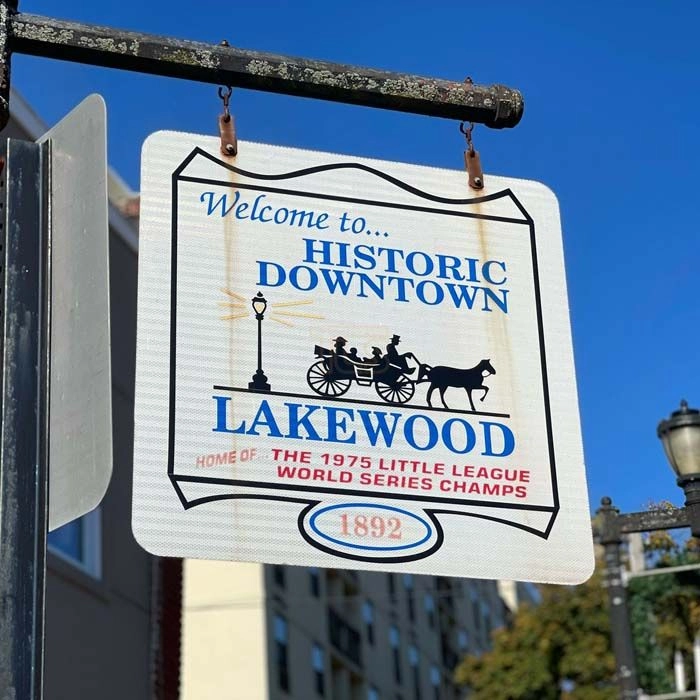 Welcome to...
HISTORIC
DOWNTOWN
LAKEWOOD
HOME OF... THE 1975 LITTLE LEAGUE
WORLD SERIES CHAMPS
1892